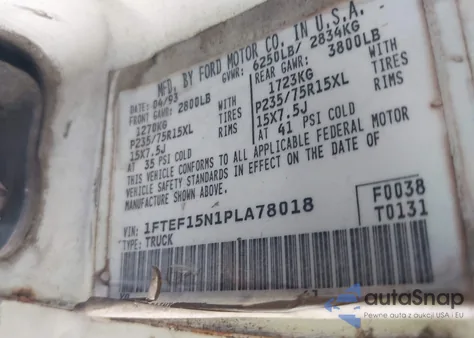 MFD. BY FORD MOTOR CO. IN U.S.A.
DATE: 04/93 GVWR: 6250LB/ 2834KG
FRONT GAWR: 2800LB REAR GAWR: 3800LB
1270KG WITH 1723KG WITH
P235/75R15XL TIRES P235/75R15XL TIRES
15X7.5J RIMS 15X7.5J RIMS
AT 35 PSI COLD AT 41 PSI COLD
THIS VEHICLE CONFORMS TO ALL APPLICABLE FEDERAL MOTOR
VEHICLE SAFETY STANDARDS IN EFFECT ON THE DATE OF
MANUFACTURE SHOWN ABOVE.
VIN: 1FTEF15N1PLA78018
TYPE: TRUCK
F0038
T0131
autoSnap
Pewne auta z aukcji USA i EU